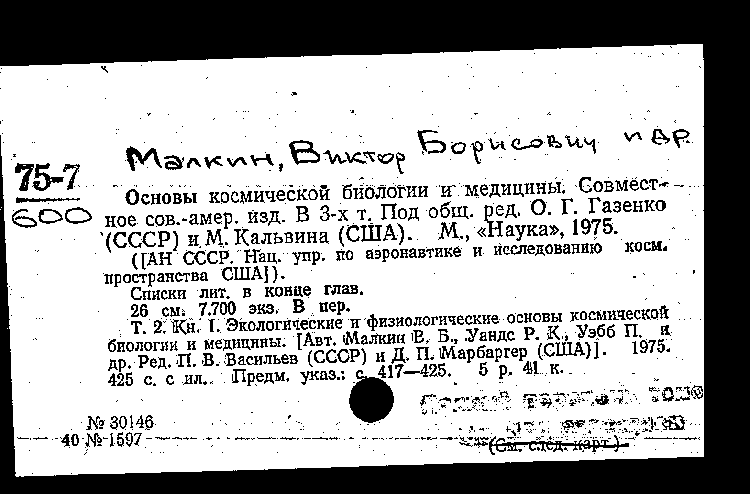 Малкин, Виктор Борисович и др.
75-7
600
Основы космической биологии и медицины. Совмест-
ное сов.-амер. изд. В 3-х т. Под общ. ред. О. Г. Газенко
(СССР) и М. Кальвина (США). М., «Наука», 1975.
([АН СССР. Нац. упр. по аэронавтике и исследованию косм.
пространства США]).
Списки лит. в конце глав.
26 см. 7.700 экз. В пер.
Т. 2. Кн. I. Экологические и физиологические основы космической
биологии и медицины. [Авт. Малкин В. Б., Уандс Р. К., Уэбб П. и
др. Ред. П. В. Васильев (СССР) и Д. П. Марбаргер (США)]. 1975.
425 с. с ил.. Предм. указ.: с. 417—425. 5 р. 41 к.
№ 30146
40 № 1597
(См. след. карт.)